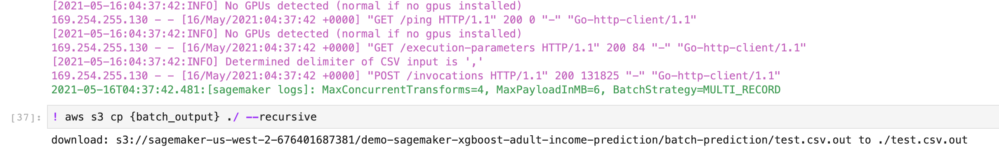 [2021-05-16:04:37:42:INFO] No GPUs detected (normal if no gpus installed)
169.254.255.130 - - [16/May/2021:04:37:42 +0000] "GET /ping HTTP/1.1" 200 0 "-" "Go-http-client/1.1"
[2021-05-16:04:37:42:INFO] No GPUs detected (normal if no gpus installed)
169.254.255.130 - - [16/May/2021:04:37:42 +0000] "GET /execution-parameters HTTP/1.1" 200 84 "-" "Go-http-client/1.1"
[2021-05-16:04:37:42:INFO] Determined delimiter of CSV input is ','
169.254.255.130 - - [16/May/2021:04:37:42 +0000] "POST /invocations HTTP/1.1" 200 131825 "-" "Go-http-client/1.1"
2021-05-16T04:37:42.481:[sagemaker logs]: MaxConcurrentTransforms=4, MaxPayloadInMB=6, BatchStrategy=MULTI_RECORD
[37]: ! aws s3 cp {batch_output} ./ --recursive
download: s3://sagemaker-us-west-2-676401687381/demo-sagemaker-xgboost-adult-income-prediction/batch-prediction/test.csv.out to ./test.csv.out